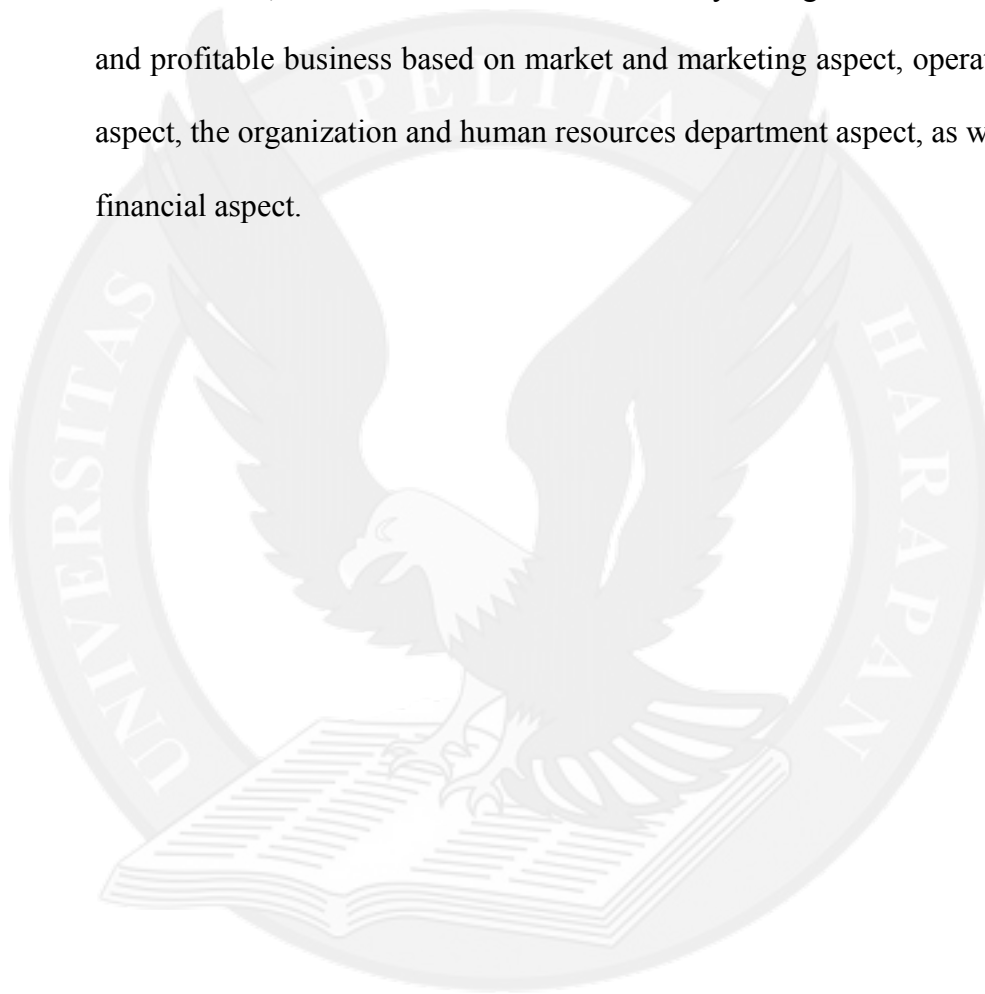 and profitable business based on market and marketing aspect, opera
aspect, the organization and human resources department aspect, as w
financial aspect.
UNIVERSITAS PELITA HARAPAN